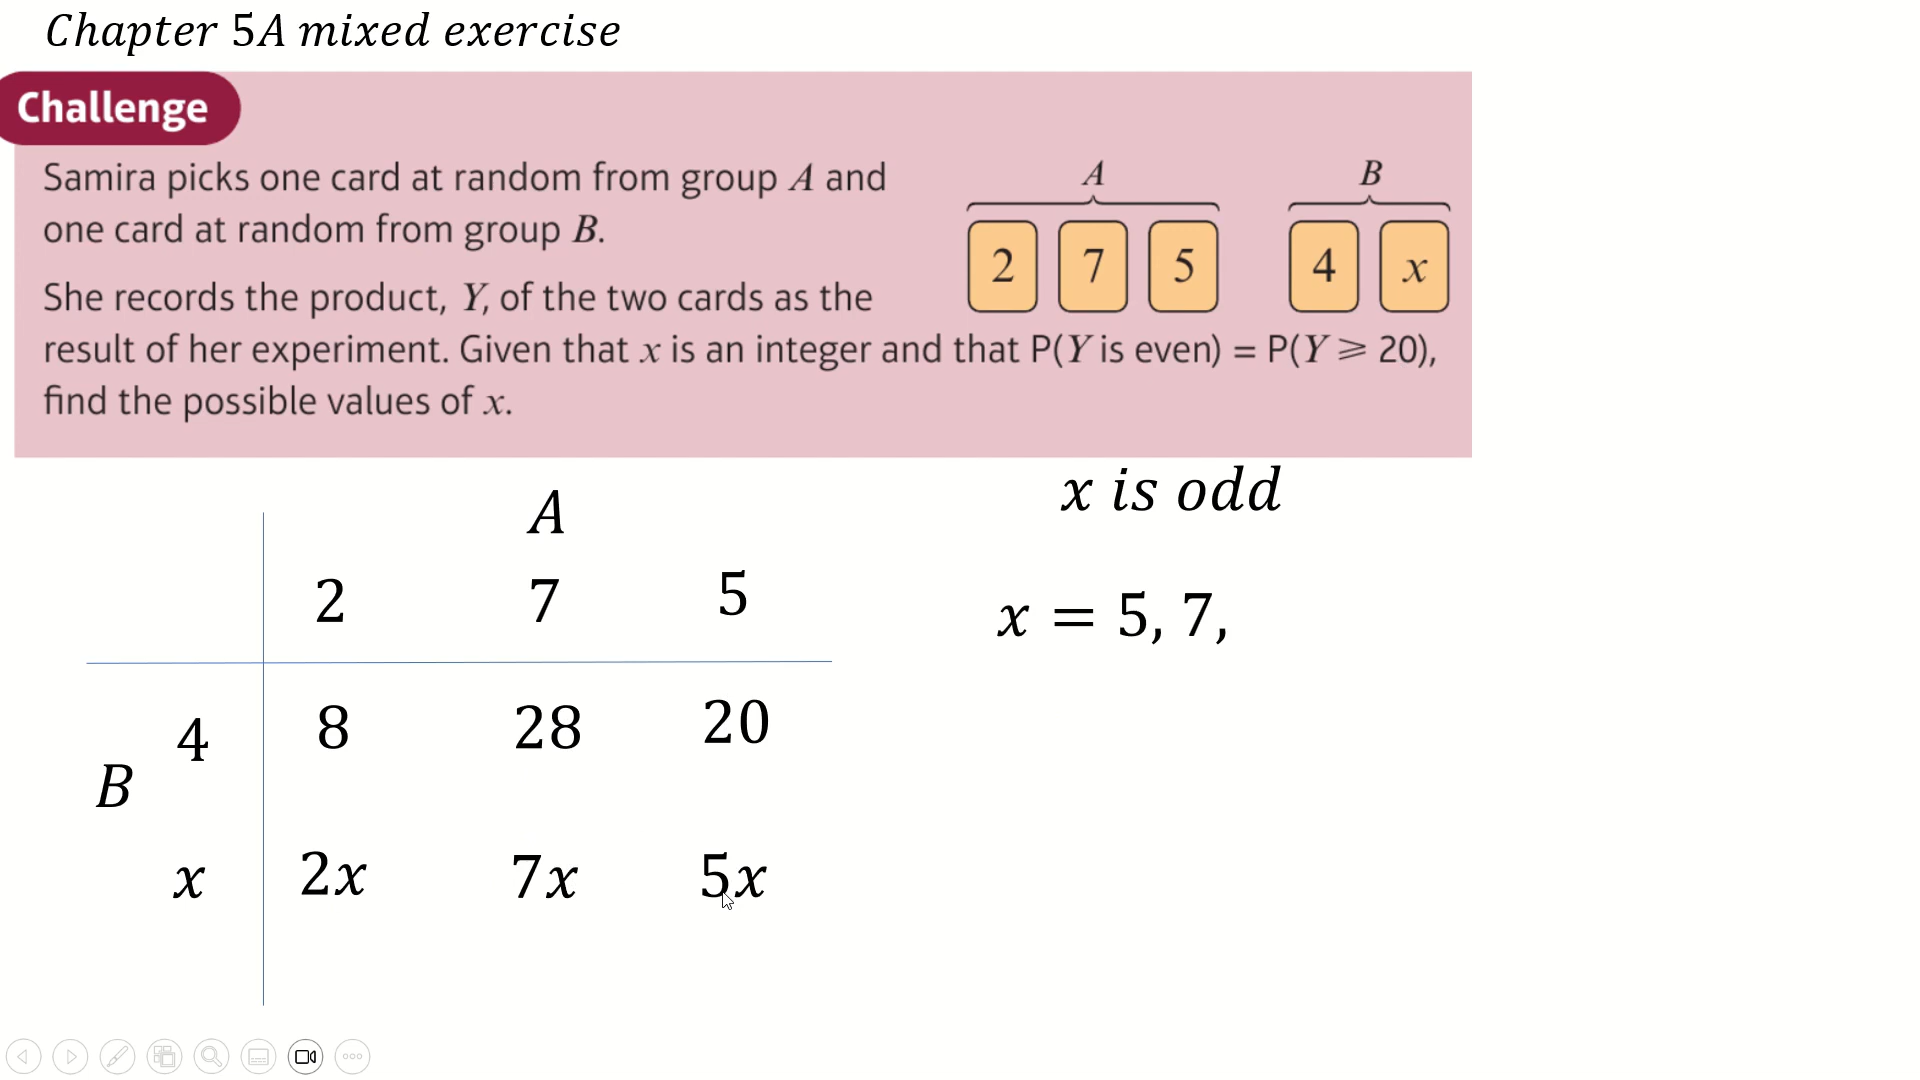 Chapter 5A mixed exercise
Challenge
Samira picks one card at random from group A and
one card at random from group B.
She records the product, Y, of the two cards as the
result of her experiment. Given that x is an integer and that P(Y is even) = P(Y ⩾ 20),
find the possible values of x.
A
B
2 7 5 4 x
x is odd
A
2 7 5
x = 5, 7,
4 8 28 20
B
x 2x 7x 5x